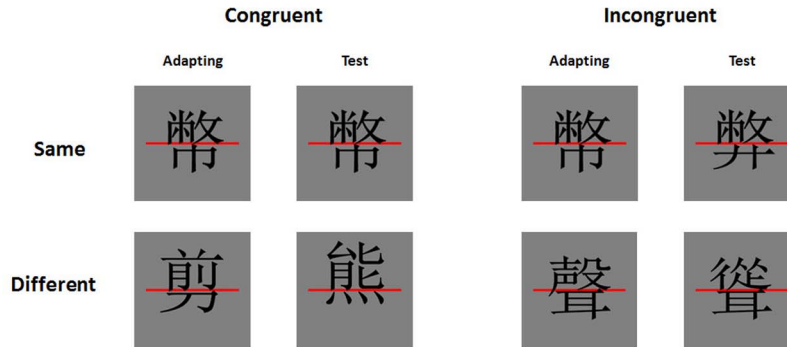 Congruent Incongruent
Adapting Test Adapting Test
Same 幣 幣 幣 弊
Different 剪 熊 聲 聳